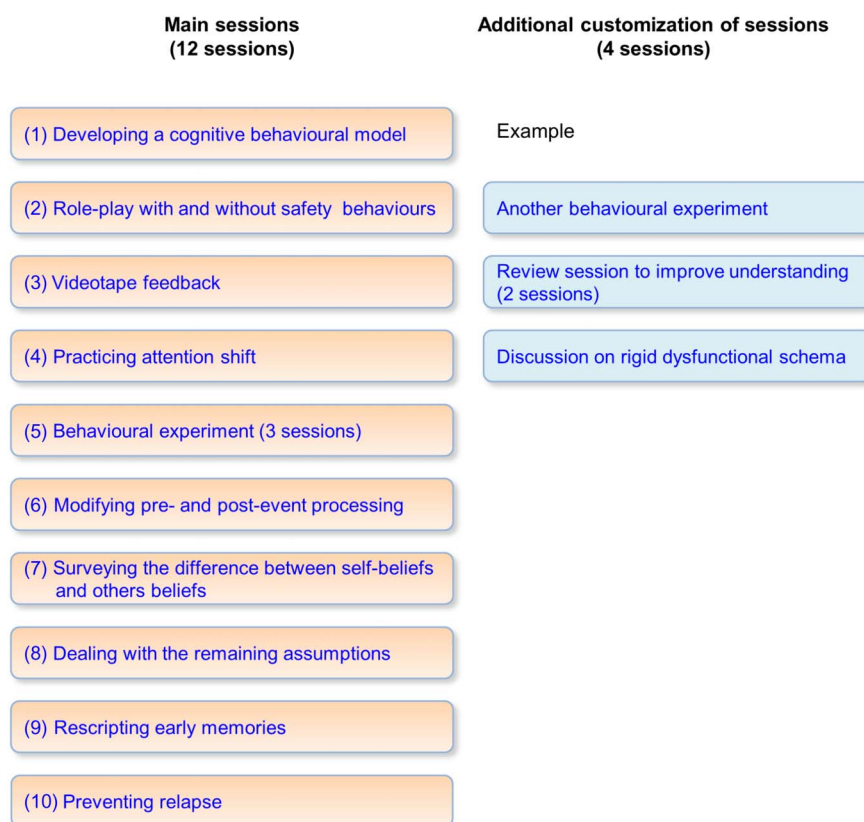 Main sessions
(12 sessions)
Additional customization of sessions
(4 sessions)
(1) Developing a cognitive behavioural model
Example
(2) Role-play with and without safety behaviours
Another behavioural experiment
(3) Videotape feedback
Review session to improve understanding
(2 sessions)
(4) Practicing attention shift
Discussion on rigid dysfunctional schema
(5) Behavioural experiment (3 sessions)
(6) Modifying pre- and post-event processing
(7) Surveying the difference between self-beliefs
and others beliefs
(8) Dealing with the remaining assumptions
(9) Rescripting early memories
(10) Preventing relapse